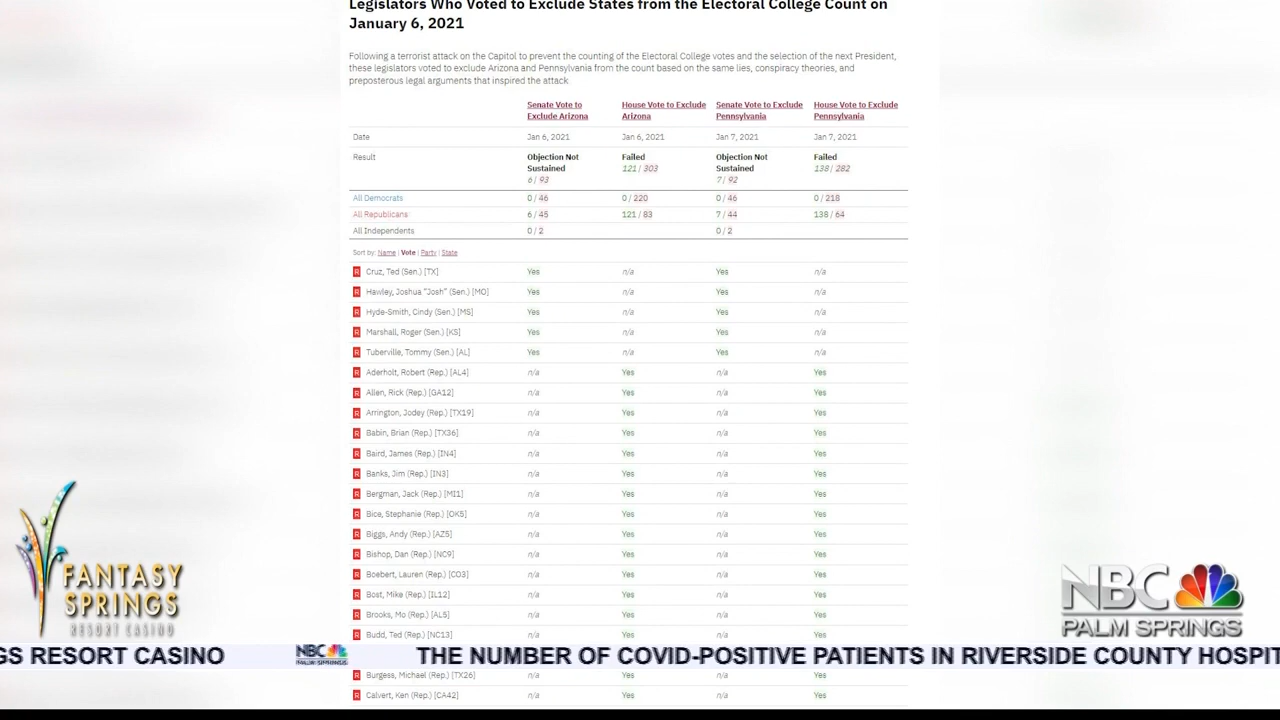 Legislators Who Voted to Exclude States from the Electoral College Count on
January 6, 2021
Following a terrorist attack on the Capitol to prevent the counting of the Electoral College votes and the selection of the next President,
these legislators voted to exclude Arizona and Pennsylvania from the count based on the same lies, conspiracy theories, and
preposterous legal arguments that inspired the attack
Senate Vote to Exclude Arizona House Vote to Exclude Arizona Senate Vote to Exclude Pennsylvania House Vote to Exclude Pennsylvania
Date Jan 6, 2021 Jan 6, 2021 Jan 7, 2021 Jan 7, 2021
Result Objection Not Sustained 6 / 93 Failed 121 / 303 Objection Not Sustained 7 / 92 Failed 138 / 282
All Democrats 0 / 46 0 / 220 0 / 46 0 / 218
All Republicans 6 / 45 121 / 83 7 / 44 138 / 64
All Independents 0 / 2 0 / 2
Sort by: Name | Vote | Party | State
R Cruz, Ted (Sen.) [TX] Yes n/a Yes n/a
R Hawley, Joshua "Josh" (Sen.) [MO] Yes n/a Yes n/a
R Hyde-Smith, Cindy (Sen.) [MS] Yes n/a Yes n/a
R Marshall, Roger (Sen.) [KS] Yes n/a Yes n/a
R Tuberville, Tommy (Sen.) [AL] Yes n/a Yes n/a
R Aderholt, Robert (Rep.) [AL4] n/a Yes n/a Yes
R Allen, Rick (Rep.) [GA12] n/a Yes n/a Yes
R Arrington, Jodey (Rep.) [TX19] n/a Yes n/a Yes
R Babin, Brian (Rep.) [TX36] n/a Yes n/a Yes
R Baird, James (Rep.) [IN4] n/a Yes n/a Yes
R Banks, Jim (Rep.) [IN3] n/a Yes n/a Yes
R Bergman, Jack (Rep.) [MI1] n/a Yes n/a Yes
R Bice, Stephanie (Rep.) [OK5] n/a Yes n/a Yes
R Biggs, Andy (Rep.) [AZ5] n/a Yes n/a Yes
R Bishop, Dan (Rep.) [NC9] n/a Yes n/a Yes
R Boebert, Lauren (Rep.) [CO3] n/a Yes n/a Yes
R Bost, Mike (Rep.) [IL12] n/a Yes n/a Yes
R Brooks, Mo (Rep.) [AL5] n/a Yes n/a Yes
R Budd, Ted (Rep.) [NC13] n/a Yes n/a Yes
FANTASY
SPRINGS
RESORT CASINO
NBC
PALM SPRINGS
GS RESORT CASINO NBC PALM SPRINGS THE NUMBER OF COVID-POSITIVE PATIENTS IN RIVERSIDE COUNTY HOSPIT
R Burgess, Michael (Rep.) [TX26] n/a Yes n/a Yes
R Calvert, Ken (Rep.) [CA42] n/a Yes n/a Yes